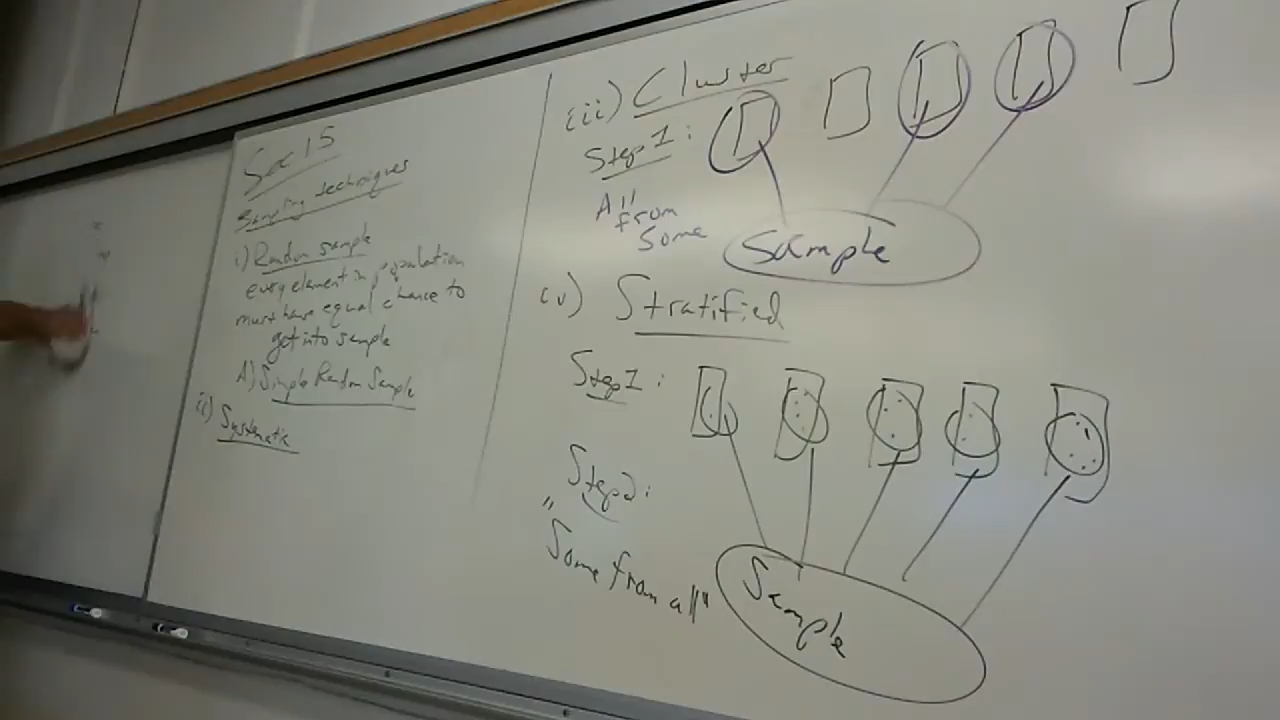 Sec 1.5
Sampling techniques
i) Random sample
every element in population
must have equal chance to
get into sample
A) Simple Random Sample
ii) Systematic
iii) Cluster
Step 1:
All
from
Some
Sample
iv) Stratified
Step 1:
Step 2:
"Some from all"
Sample